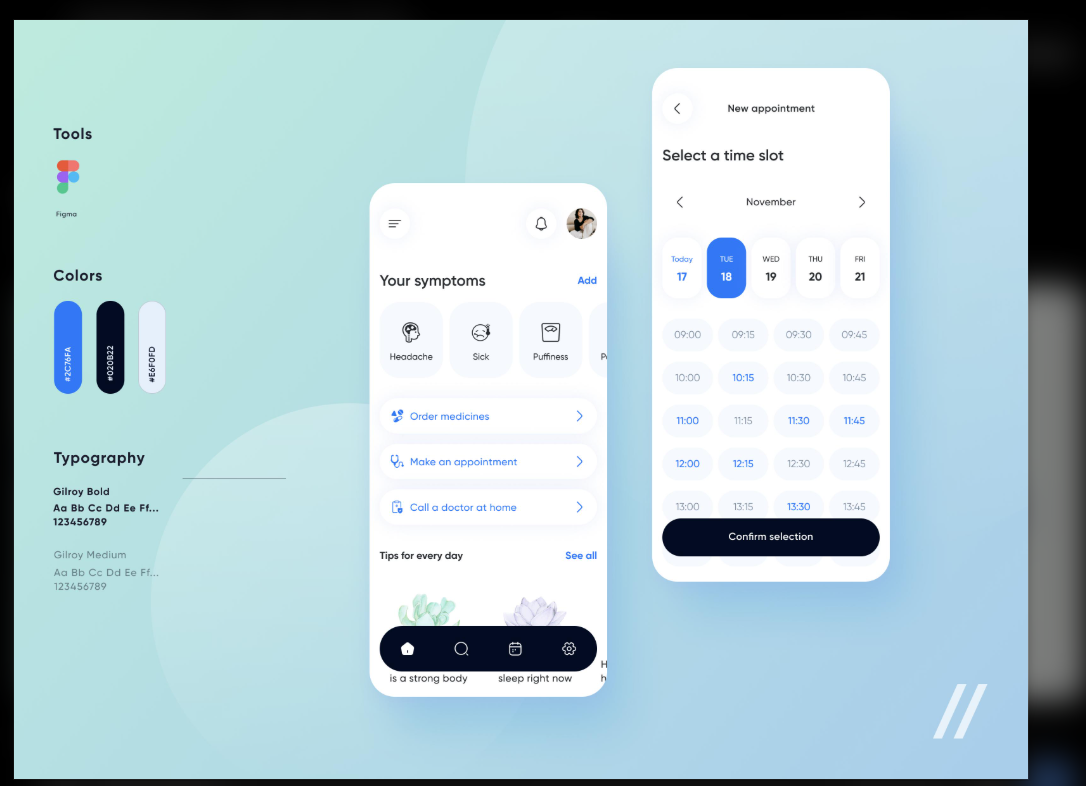 Tools
Figma
Colors
#2C76FA
#020B22
#E6F0FD
Typography
Gilroy Bold
Aa Bb Cc Dd Ee Ff...
123456789
Gilroy Medium
Aa Bb Cc Dd Ee Ff...
123456789
Your symptoms Add
Headache Sick Puffiness
Order medicines
Make an appointment
Call a doctor at home
Tips for every day See all
is a strong body sleep right now
New appointment
Select a time slot
November
Today TUE WED THU FRI
17 18 19 20 21
09:00 09:15 09:30 09:45
10:00 10:15 10:30 10:45
11:00 11:15 11:30 11:45
12:00 12:15 12:30 12:45
13:00 13:15 13:30 13:45
Confirm selection